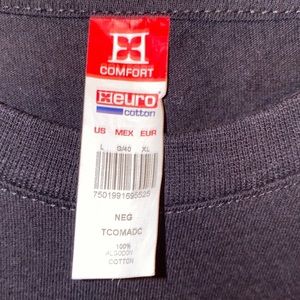 COMFORT
euro
cotton
US MEX EUR
L G/40 XL
7501991695525
NEG
TCOMADC
100%
ALGODON
COTTON